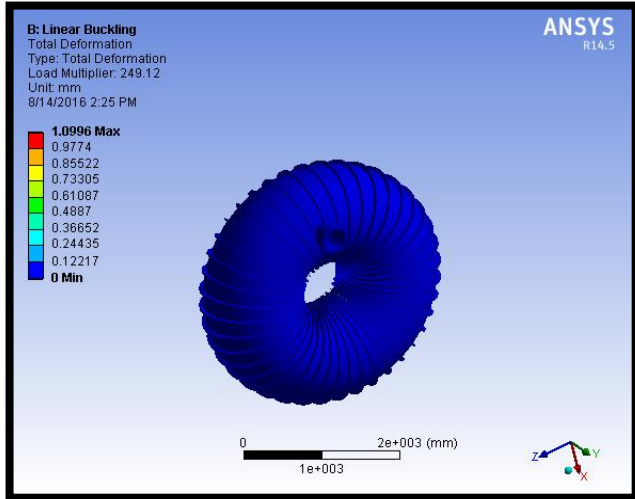 B: Linear Buckling
Total Deformation
Type: Total Deformation
Load Multiplier: 249.12
Unit: mm
8/14/2016 2:25 PM
ANSYS
R14.5
1.0996 Max
0.9774
0.85522
0.73305
0.61087
0.4887
0.36652
0.24435
0.12217
0 Min
0 2e+003 (mm)
1e+003
Z Y
X